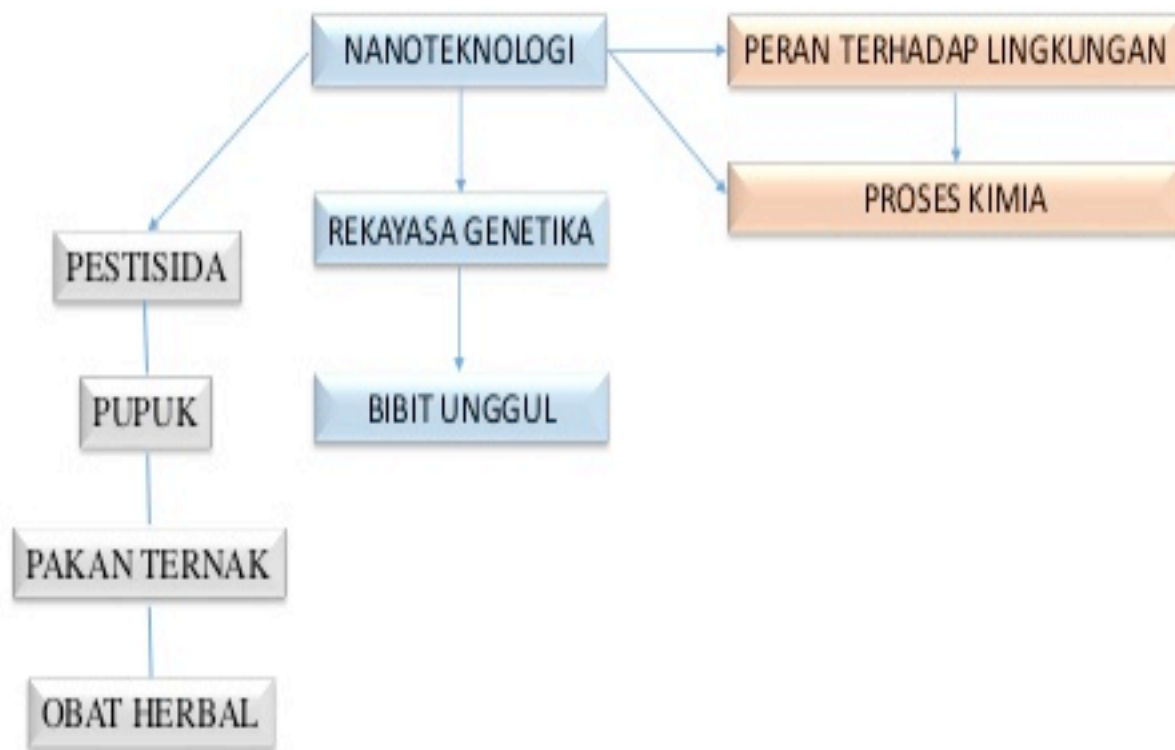 NANOTEKNOLOGI
PERAN TERHADAP LINGKUNGAN
PROSES KIMIA
REKAYASA GENETIKA
PESTISIDA
BIBIT UNGGUL
PUPUK
PAKAN TERNAK
OBAT HERBAL